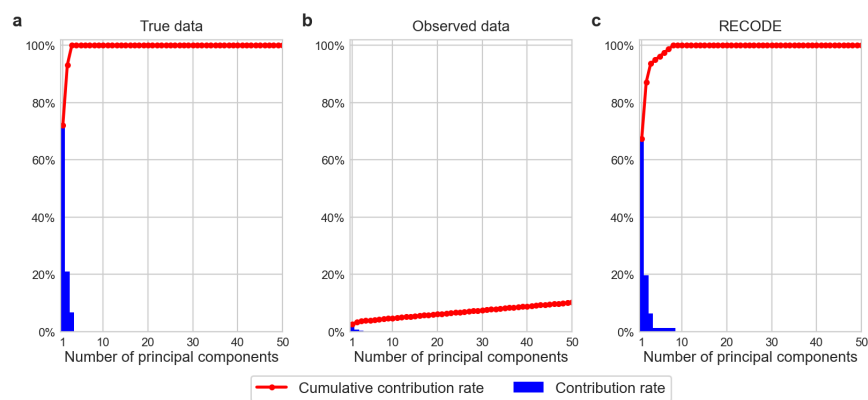 a True data
100%
80%
60%
40%
20%
0%
1 10 20 30 40 50
Number of principal components
b Observed data
100%
80%
60%
40%
20%
0%
1 10 20 30 40 50
Number of principal components
c RECODE
100%
80%
60%
40%
20%
0%
1 10 20 30 40 50
Number of principal components
Cumulative contribution rate Contribution rate